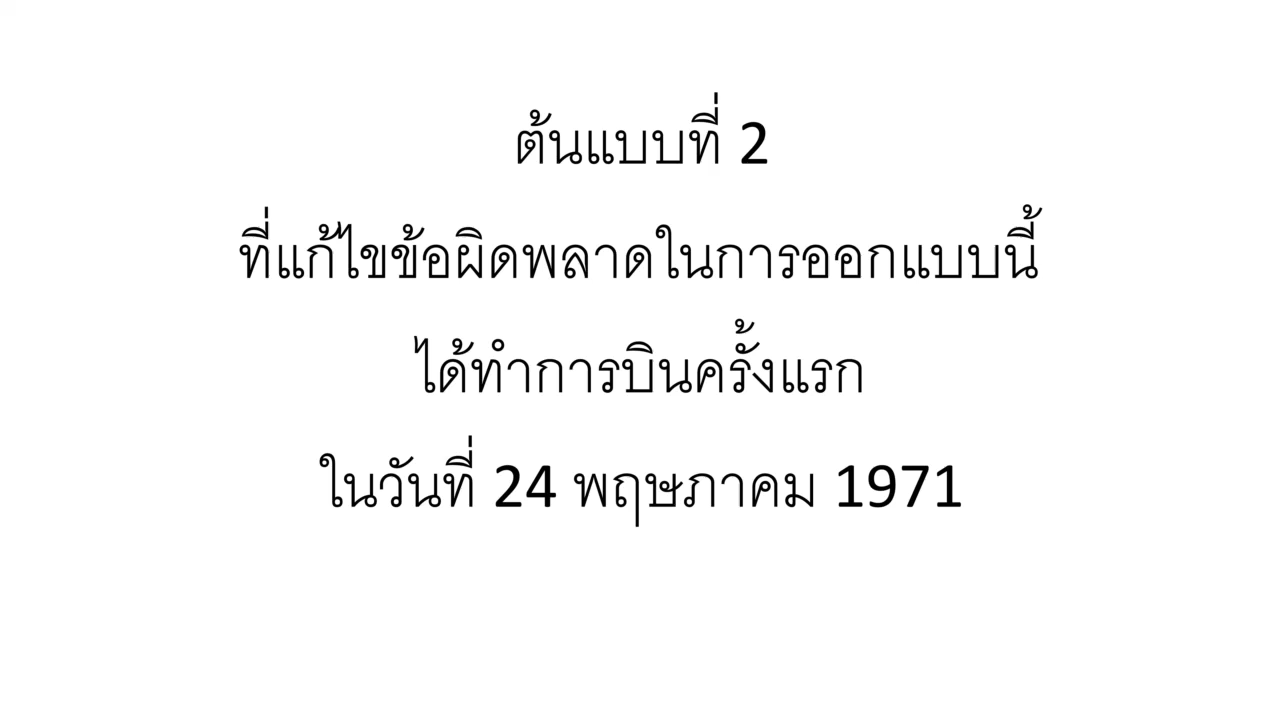 ต้นแบบที่ 2
ที่แก้ไขข้อผิดพลาดในการออกแบบนี้
ได้ทำการบินครั้งแรก
ในวันที่ 24 พฤษภาคม 1971